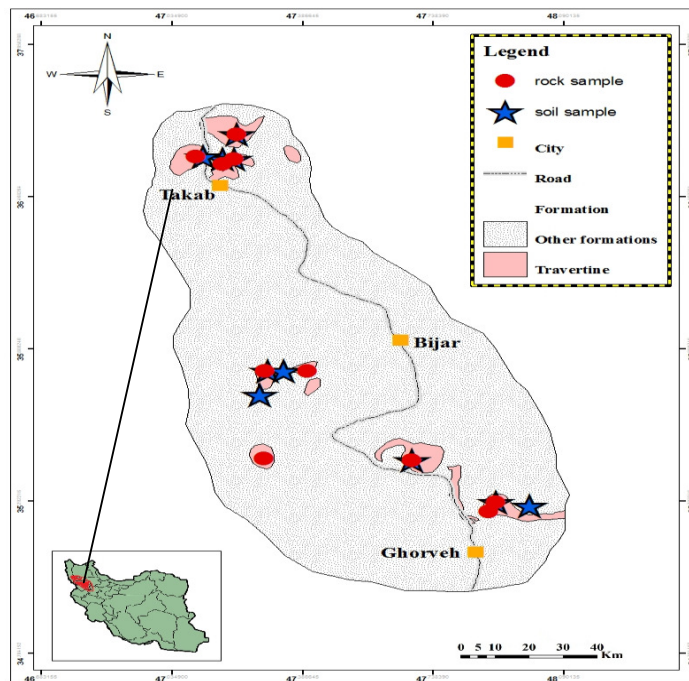 N
W E
S
Legend
rock sample
soil sample
City
Road
Formation
Other formations
Travertine
Takab
Bijar
Ghorveh
0 5 10 20 30 40
Km